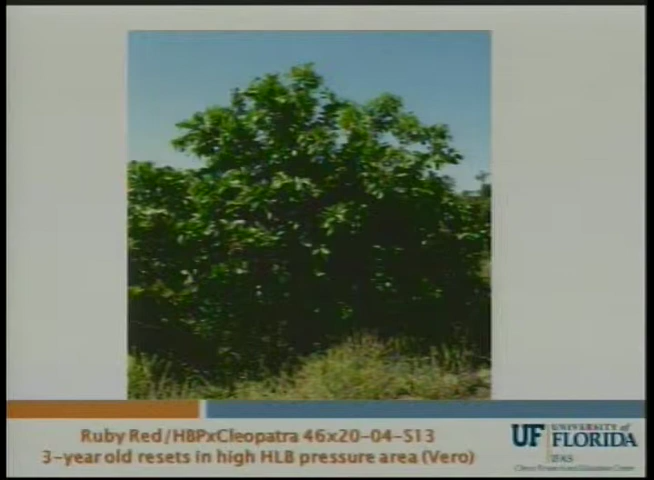 Ruby Red/HBPxCleopatra 46x20-04-S13
3-year old resets in high HLB pressure area (Vero)
UF UNIVERSITY of
FLORIDA
IFAS